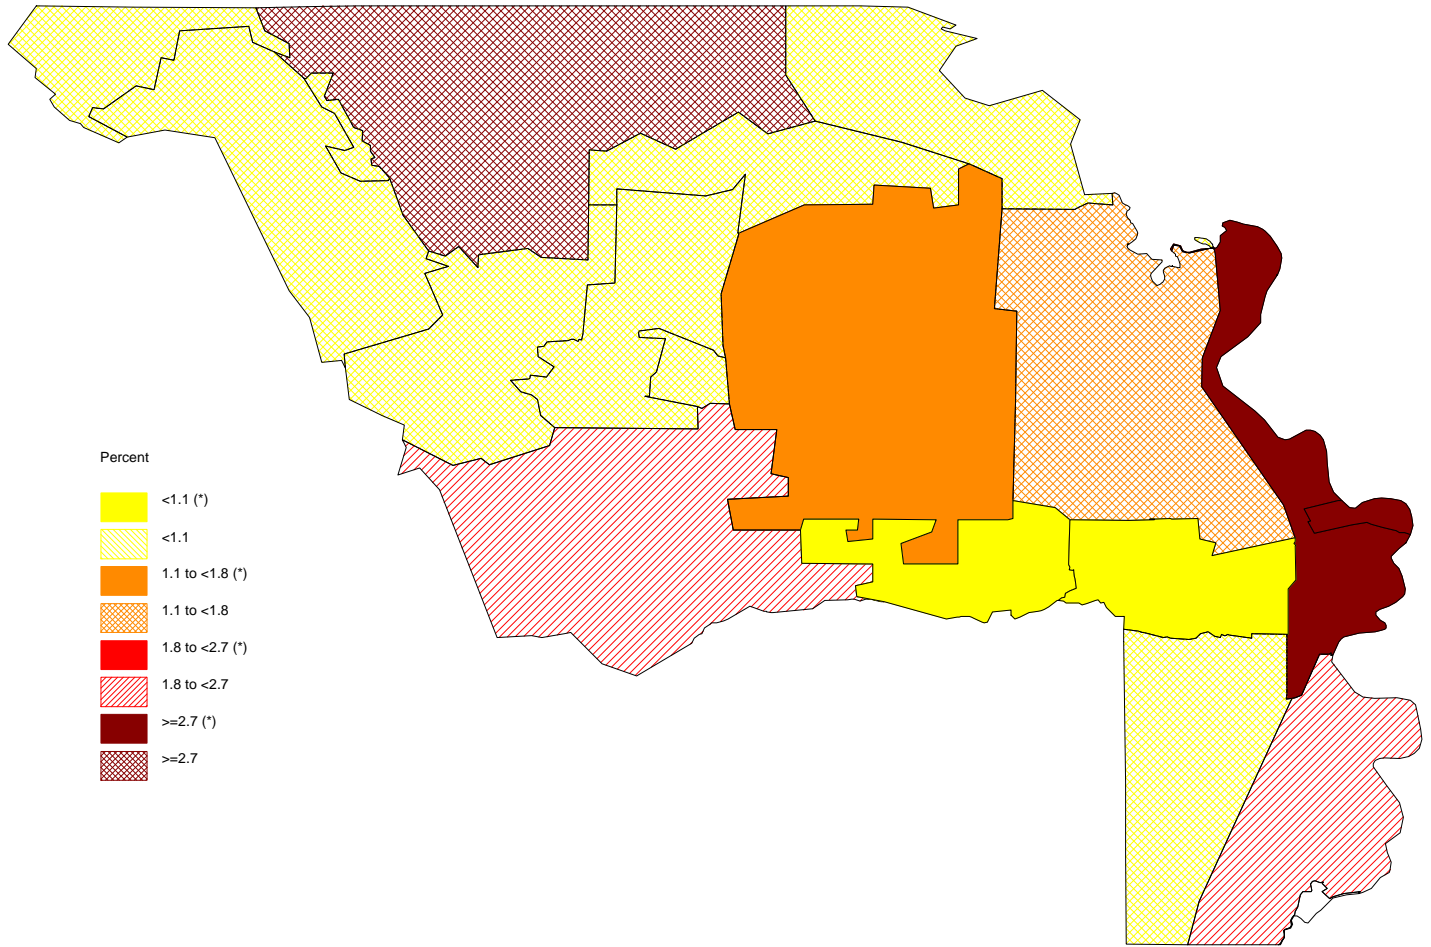 Percent
<1.1 (*)
<1.1
1.1 to <1.8 (*)
1.1 to <1.8
1.8 to <2.7 (*)
1.8 to <2.7
>=2.7 (*)
>=2.7